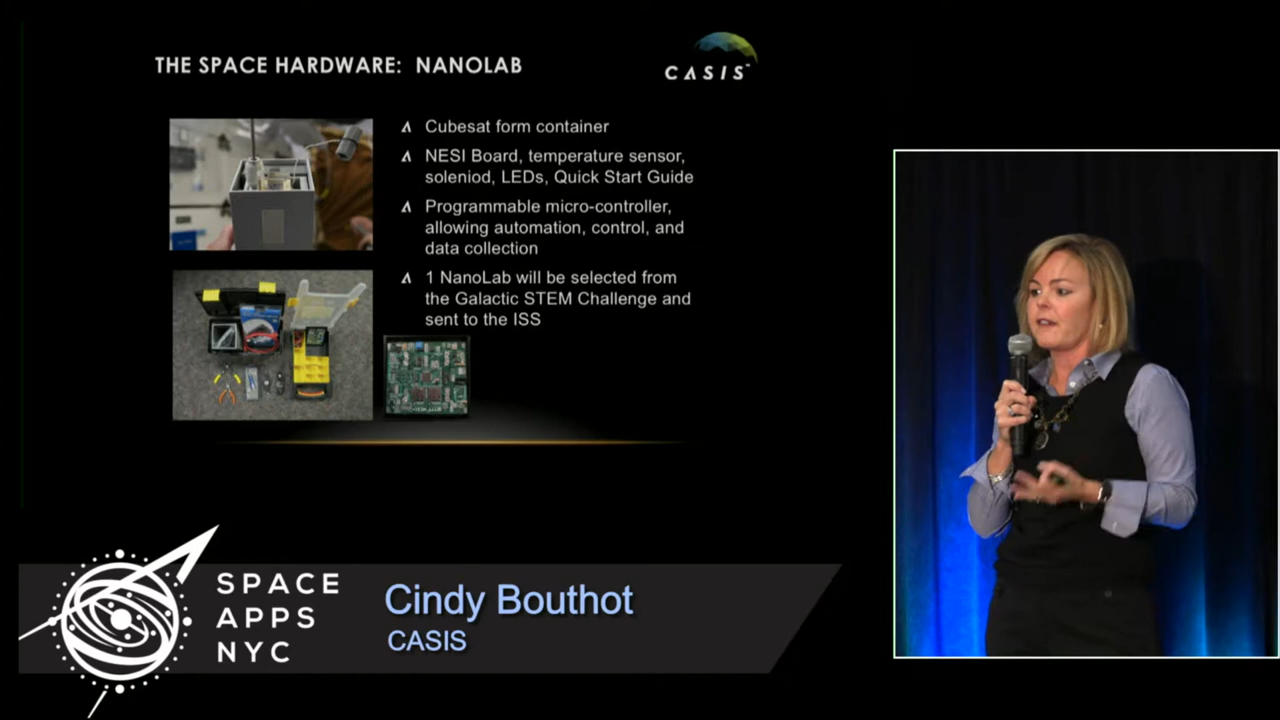 THE SPACE HARDWARE: NANOLAB
CASIS™
Cubesat form container
NESI Board, temperature sensor,
soleniod, LEDs, Quick Start Guide
Programmable micro-controller,
allowing automation, control, and
data collection
1 NanoLab will be selected from
the Galactic STEM Challenge and
sent to the ISS
SPACE
APPS
NYC
Cindy Bouthot
CASIS